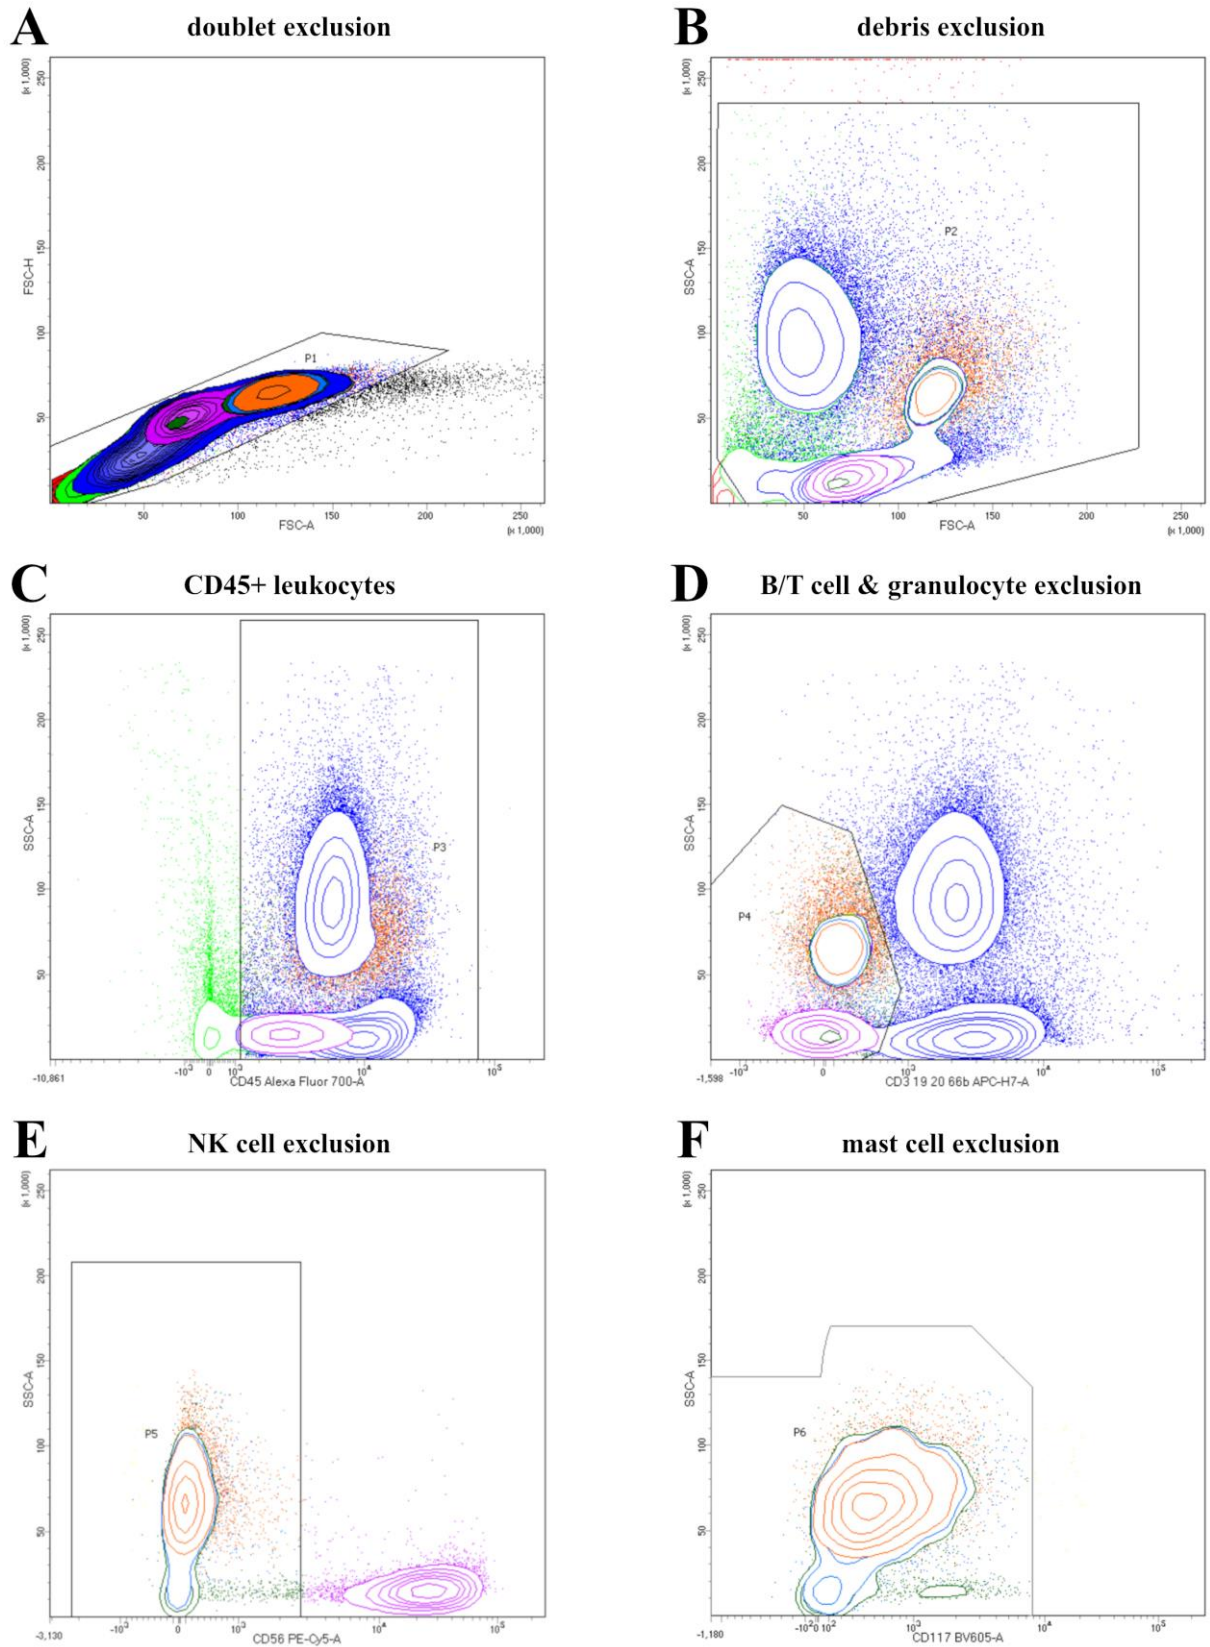 A
doublet exclusion
(x 1,000)
250
200
150
100
50
FSC-H
P1
50
100
150
200
250
FSC-A
(x 1,000)
B
debris exclusion
(x 1,000)
250
200
150
100
50
SSC-A
P2
50
100
150
200
250
FSC-A
(x 1,000)
C
CD45+ leukocytes
(x 1,000)
250
200
150
100
50
SSC-A
P3
-10,861
-10³
0
10³
10⁴
10⁵
CD45 Alexa Fluor 700-A
D
B/T cell & granulocyte exclusion
(x 1,000)
250
200
150
100
50
SSC-A
P4
-1,598
-10³
0
10³
10⁴
10⁵
CD3 19 20 66b APC-H7-A
E
NK cell exclusion
(x 1,000)
250
200
150
100
50
SSC-A
P5
-3,130
-10³
0
10³
10⁴
10⁵
CD56 PE-Cy5-A
F
mast cell exclusion
(x 1,000)
250
200
150
100
50
SSC-A
P6
-1,180
-10²
0
10²
10³
10⁴
10⁵
CD117 BV605-A